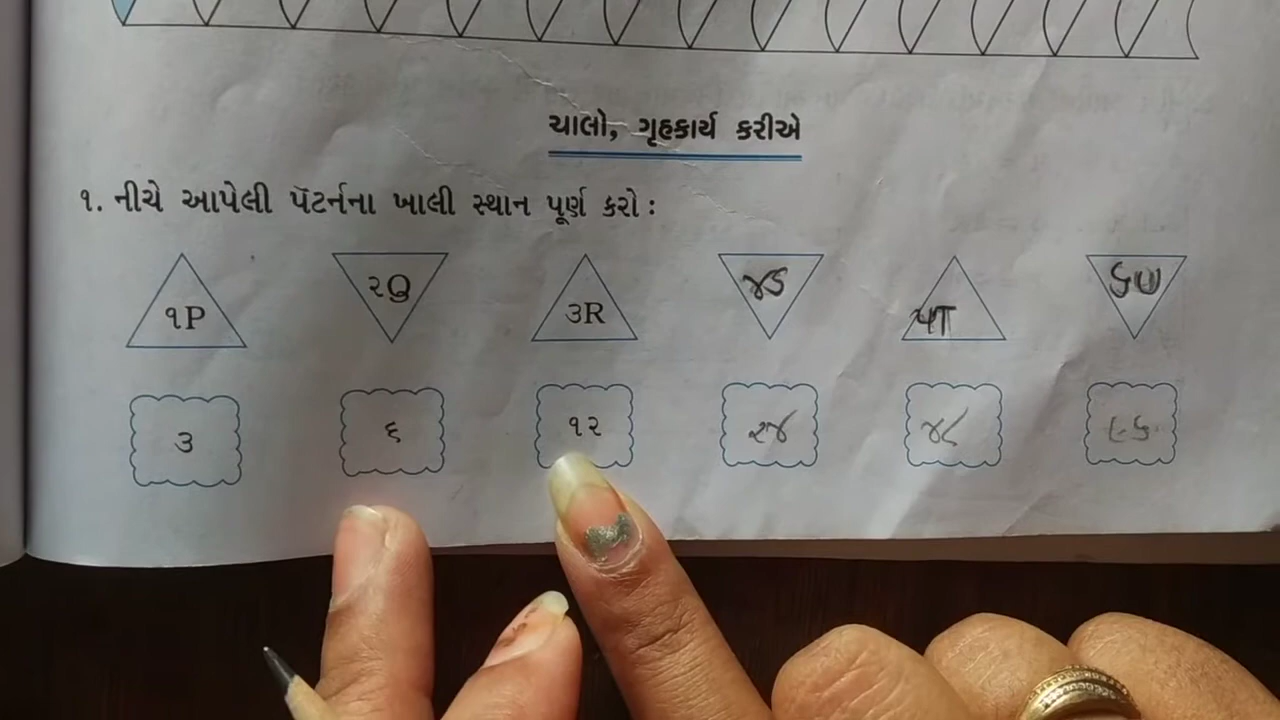 ચાલો, ગૃહકાર્ય કરીએ
૧. નીચે આપેલી પૅટર્નના ખાલી સ્થાન પૂર્ણ કરો :
૧P ૨Q ૩R ૪S ૫T ૬U
૩ ૬ ૧૨ ૨૪ ૪૮ ૯૬